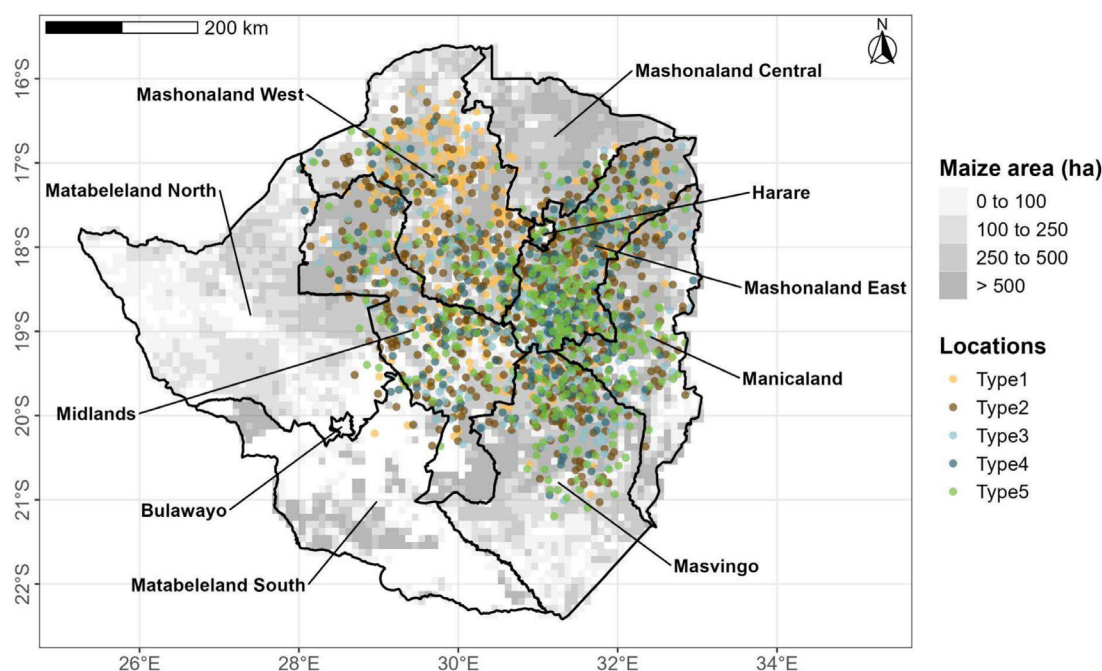 200 km
N
16°S
17°S
18°S
19°S
20°S
21°S
22°S
26°E
28°E
30°E
32°E
34°E
Mashonaland Central
Mashonaland West
Matabeleland North
Harare
Mashonaland East
Manicaland
Midlands
Bulawayo
Masvingo
Matabeleland South
Maize area (ha)
0 to 100
100 to 250
250 to 500
> 500
Locations
Type1
Type2
Type3
Type4
Type5